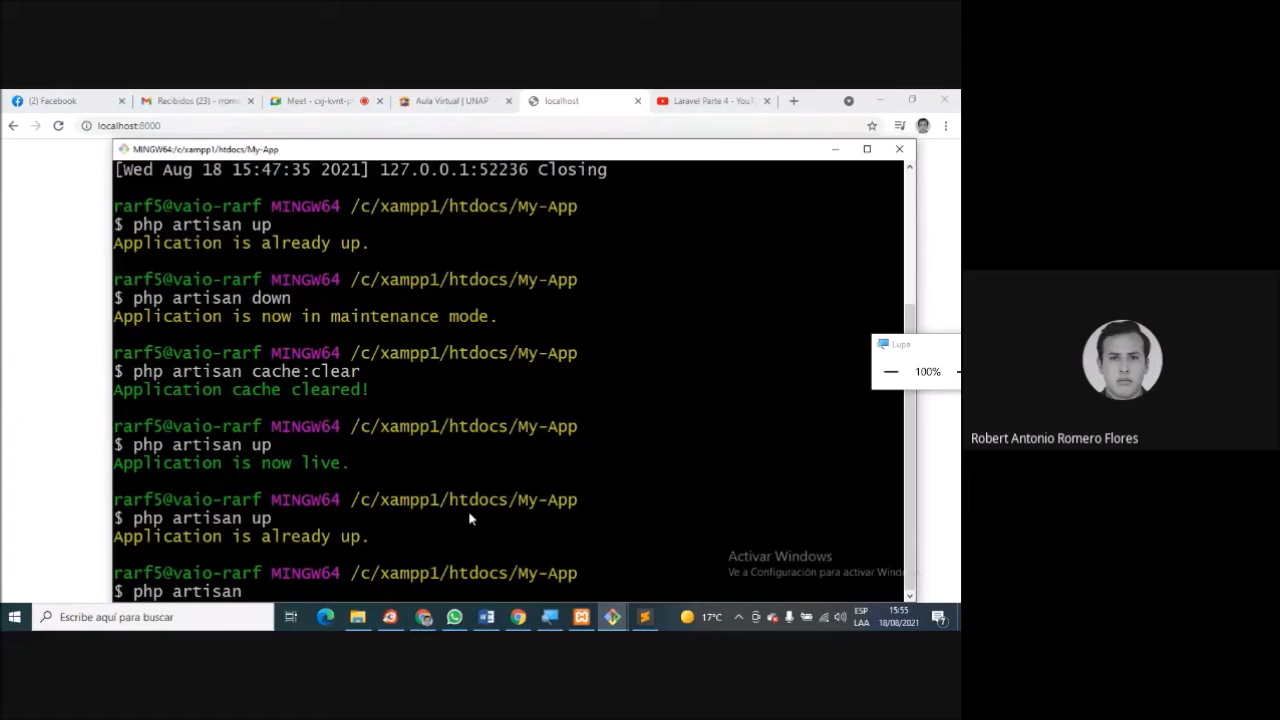 (2) Facebook
Recibidos (23) - rromo
Meet - cxj-kvnt-p
Aula Virtual | UNAP
localhost
Laravel Parte 4 - YouT
localhost:8000
MINGW64:/c/xampp1/htdocs/My-App
[Wed Aug 18 15:47:35 2021] 127.0.0.1:52236 Closing
rarf5@vaio-rarf MINGW64 /c/xampp1/htdocs/My-App
$ php artisan up
Application is already up.
rarf5@vaio-rarf MINGW64 /c/xampp1/htdocs/My-App
$ php artisan down
Application is now in maintenance mode.
rarf5@vaio-rarf MINGW64 /c/xampp1/htdocs/My-App
$ php artisan cache:clear
Application cache cleared!
rarf5@vaio-rarf MINGW64 /c/xampp1/htdocs/My-App
$ php artisan up
Application is now live.
rarf5@vaio-rarf MINGW64 /c/xampp1/htdocs/My-App
$ php artisan up
Application is already up.
rarf5@vaio-rarf MINGW64 /c/xampp1/htdocs/My-App
$ php artisan
Lupa
100%
Activar Windows
Ve a Configuración para activar Windo
Escribe aquí para buscar
17°C
ESP
LAA
15:55
18/08/2021
7
Robert Antonio Romero Flores